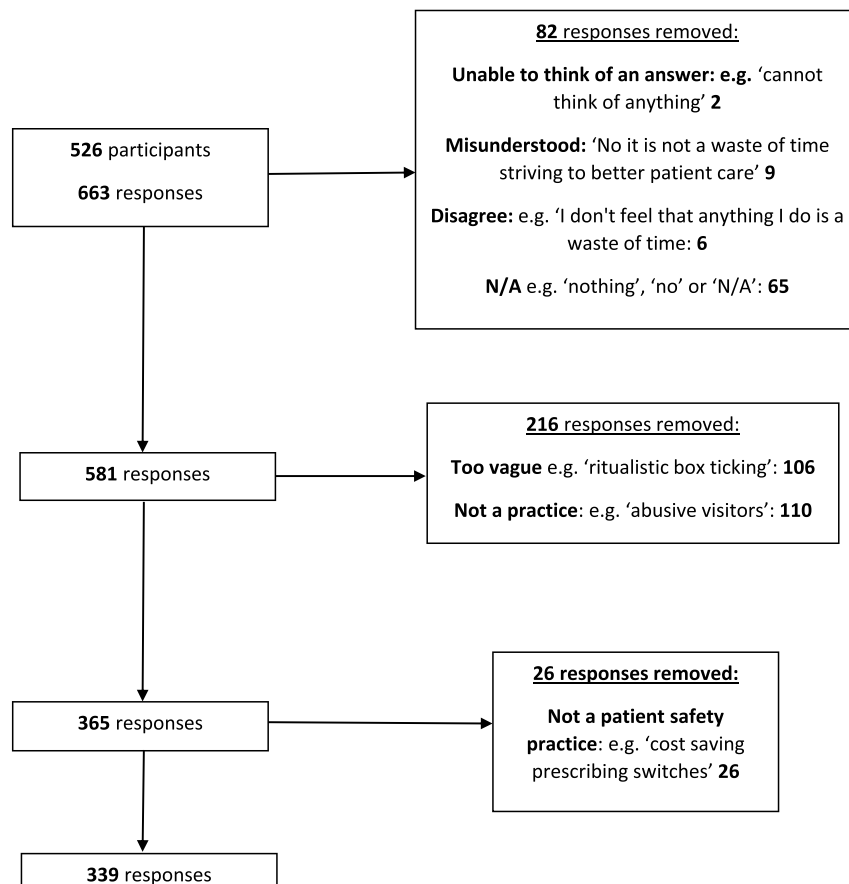 82 responses removed:
Unable to think of an answer: e.g. ‘cannot
think of anything’ 2
Misunderstood: ‘No it is not a waste of time
striving to better patient care’ 9
Disagree: e.g. ‘I don't feel that anything I do is a
waste of time: 6
N/A e.g. ‘nothing’, ‘no’ or ‘N/A’: 65
526 participants
663 responses
216 responses removed:
Too vague e.g. ‘ritualistic box ticking’: 106
Not a practice: e.g. ‘abusive visitors’: 110
581 responses
26 responses removed:
Not a patient safety
practice: e.g. ‘cost saving
prescribing switches’ 26
365 responses
339 responses